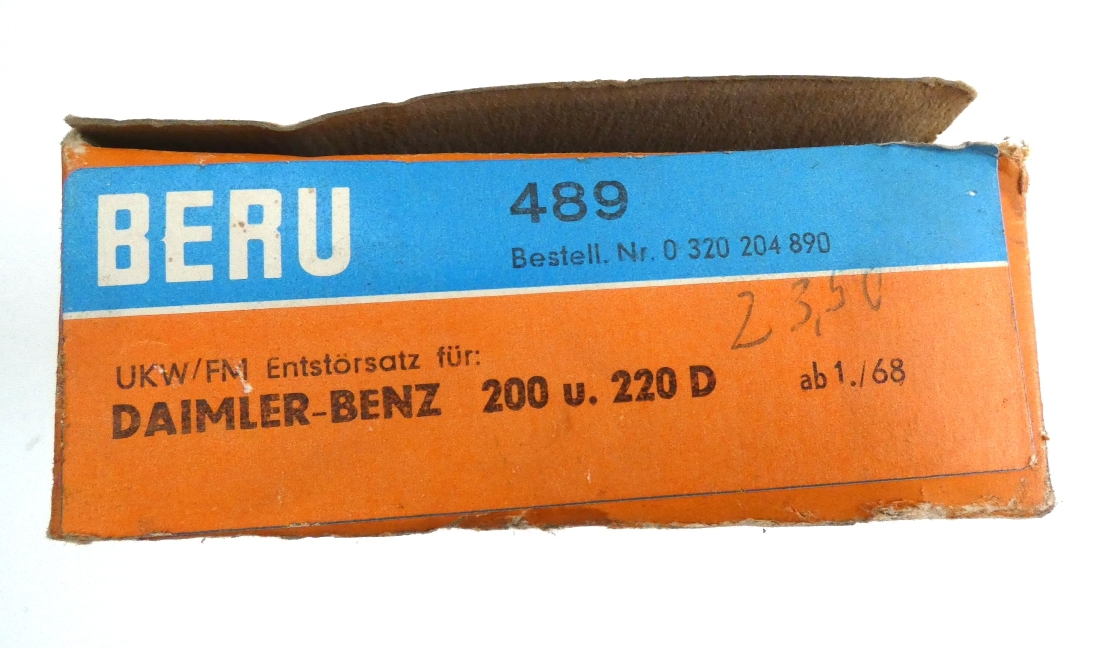 BERU
489
Bestell. Nr. 0 320 204 890
23,50
UKW/FM Entstörsatz für:
DAIMLER-BENZ 200 u. 220 D ab 1./68